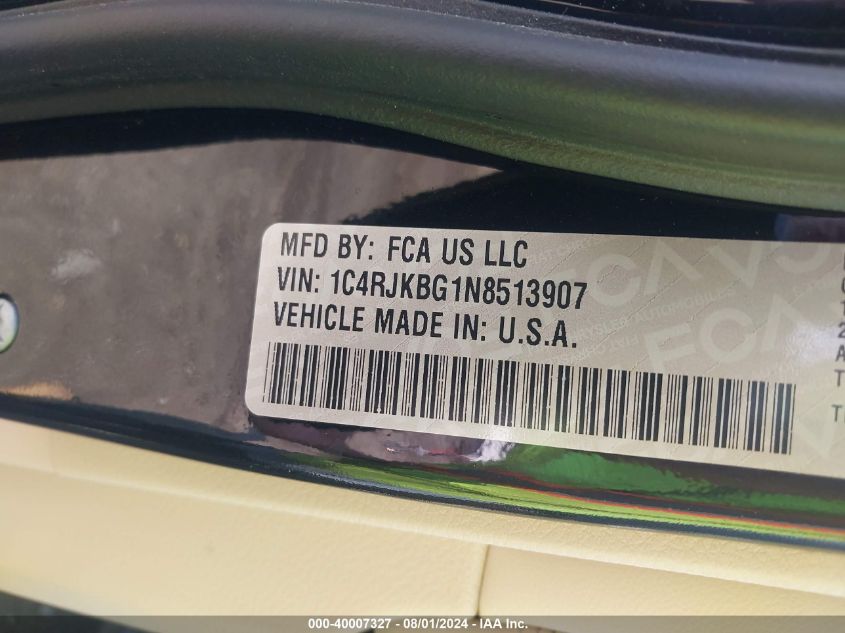 MFD BY: FCA US LLC
VIN: 1C4RJKBG1N8513907
VEHICLE MADE IN: U.S.A.
000-40007327 - 08/01/2024 - IAA Inc.